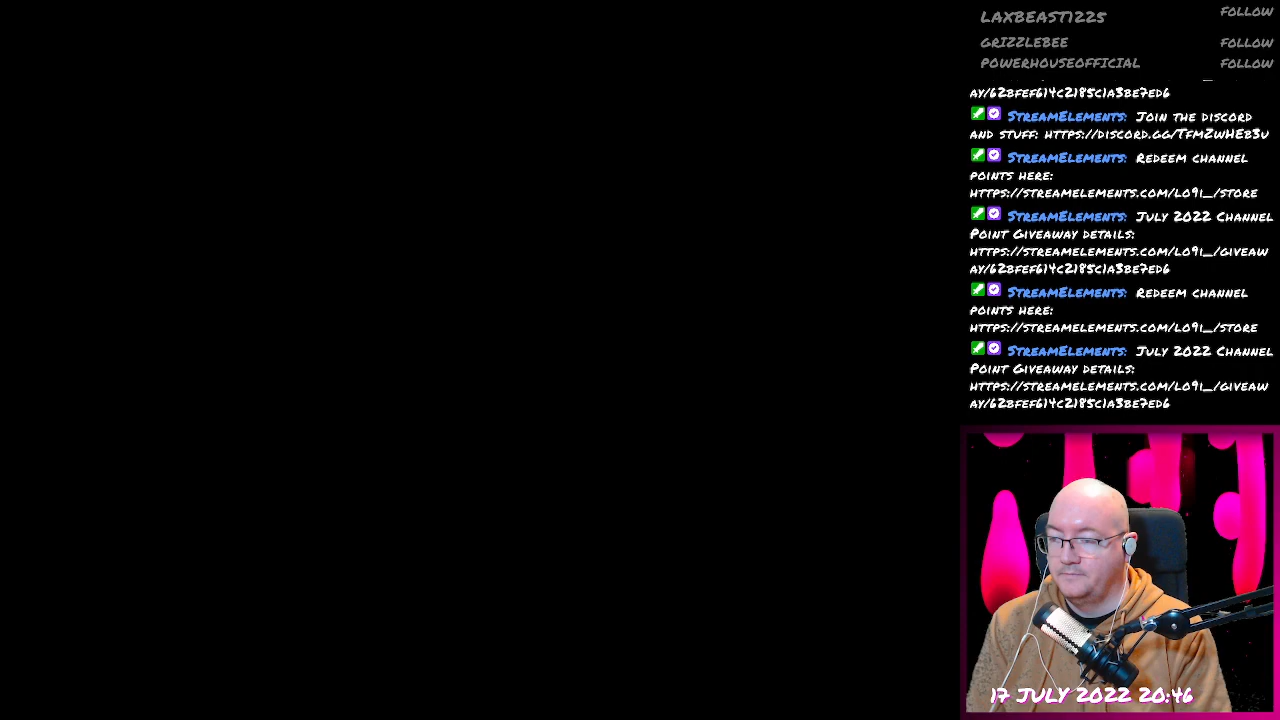 LAXBEAST1225 FOLLOW
GRIZZLEBEE FOLLOW
POWERHOUSEOFFICIAL FOLLOW
AY/62BFEF614C2185C1A3BE7ED6
STREAMELEMENTS: JOIN THE DISCORD
AND STUFF: HTTPS://DISCORD.GG/TFMZWHEB3U
STREAMELEMENTS: REDEEM CHANNEL
POINTS HERE:
HTTPS://STREAMELEMENTS.COM/LO9I_/STORE
STREAMELEMENTS: JULY 2022 CHANNEL
POINT GIVEAWAY DETAILS:
HTTPS://STREAMELEMENTS.COM/LO9I_/GIVEAW
AY/62BFEF614C2185C1A3BE7ED6
STREAMELEMENTS: REDEEM CHANNEL
POINTS HERE:
HTTPS://STREAMELEMENTS.COM/LO9I_/STORE
STREAMELEMENTS: JULY 2022 CHANNEL
POINT GIVEAWAY DETAILS:
HTTPS://STREAMELEMENTS.COM/LO9I_/GIVEAW
AY/62BFEF614C2185C1A3BE7ED6
17 JULY 2022 20:46